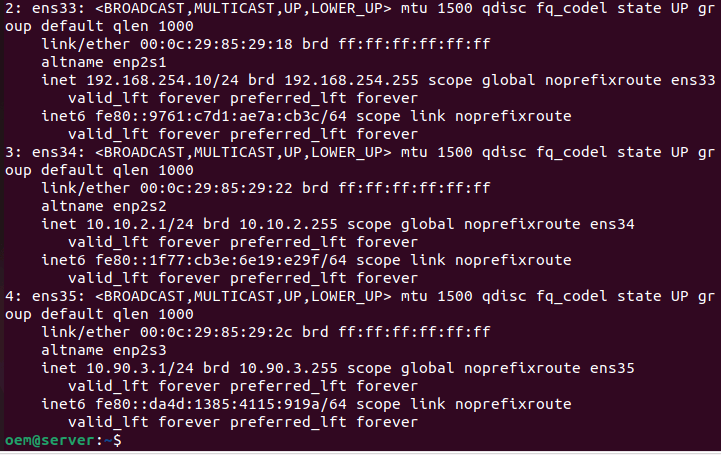 2: ens33: <BROADCAST,MULTICAST,UP,LOWER_UP> mtu 1500 qdisc fq_codel state UP gr
oup default qlen 1000
    link/ether 00:0c:29:85:29:18 brd ff:ff:ff:ff:ff:ff
    altname enp2s1
    inet 192.168.254.10/24 brd 192.168.254.255 scope global noprefixroute ens33
       valid_lft forever preferred_lft forever
    inet6 fe80::9761:c7d1:ae7a:cb3c/64 scope link noprefixroute
       valid_lft forever preferred_lft forever
3: ens34: <BROADCAST,MULTICAST,UP,LOWER_UP> mtu 1500 qdisc fq_codel state UP gr
oup default qlen 1000
    link/ether 00:0c:29:85:29:22 brd ff:ff:ff:ff:ff:ff
    altname enp2s2
    inet 10.10.2.1/24 brd 10.10.2.255 scope global noprefixroute ens34
       valid_lft forever preferred_lft forever
    inet6 fe80::1f77:cb3e:6e19:e29f/64 scope link noprefixroute
       valid_lft forever preferred_lft forever
4: ens35: <BROADCAST,MULTICAST,UP,LOWER_UP> mtu 1500 qdisc fq_codel state UP gr
oup default qlen 1000
    link/ether 00:0c:29:85:29:2c brd ff:ff:ff:ff:ff:ff
    altname enp2s3
    inet 10.90.3.1/24 brd 10.90.3.255 scope global noprefixroute ens35
       valid_lft forever preferred_lft forever
    inet6 fe80::da4d:1385:4115:919a/64 scope link noprefixroute
       valid_lft forever preferred_lft forever
oem@server:~$